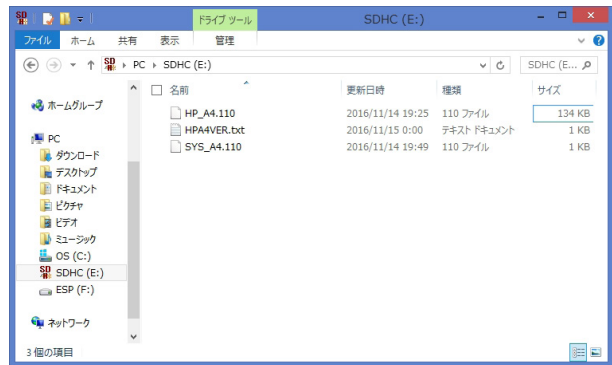 ドライブ ツール
SDHC (E:)
ファイル ホーム 共有 表示 管理
PC SDHC (E:) SDHC (E...
名前 更新日時 種類 サイズ
HP_A4.110 2016/11/14 19:25 110 ファイル 134 KB
HPA4VER.txt 2016/11/15 0:00 テキスト ドキュメント 1 KB
SYS_A4.110 2016/11/14 19:49 110 ファイル 1 KB
ホームグループ
PC
ダウンロード
デスクトップ
ドキュメント
ピクチャ
ビデオ
ミュージック
OS (C:)
SDHC (E:)
ESP (F:)
ネットワーク
3 個の項目